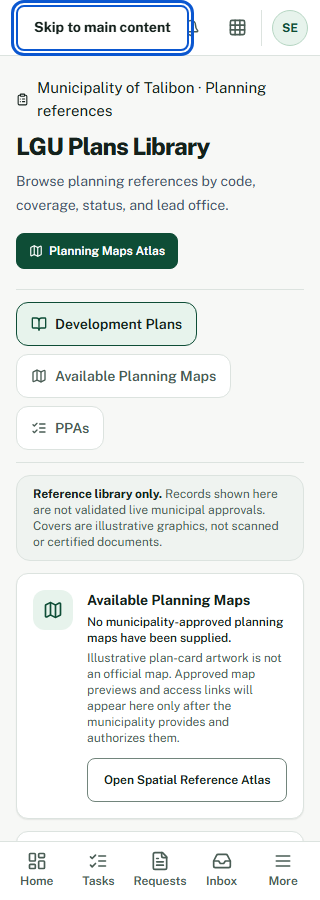 Skip to main content
SE
Municipality of Talibon · Planning
references
LGU Plans Library
Browse planning references by code,
coverage, status, and lead office.
Planning Maps Atlas
Development Plans
Available Planning Maps
PPAs
Reference library only. Records shown here
are not validated live municipal approvals.
Covers are illustrative graphics, not scanned
or certified documents.
Available Planning Maps
No municipality-approved planning
maps have been supplied.
Illustrative plan-card artwork is not
an official map. Approved map
previews and access links will
appear here only after the
municipality provides and
authorizes them.
Open Spatial Reference Atlas
Home
Tasks
Requests
Inbox
More